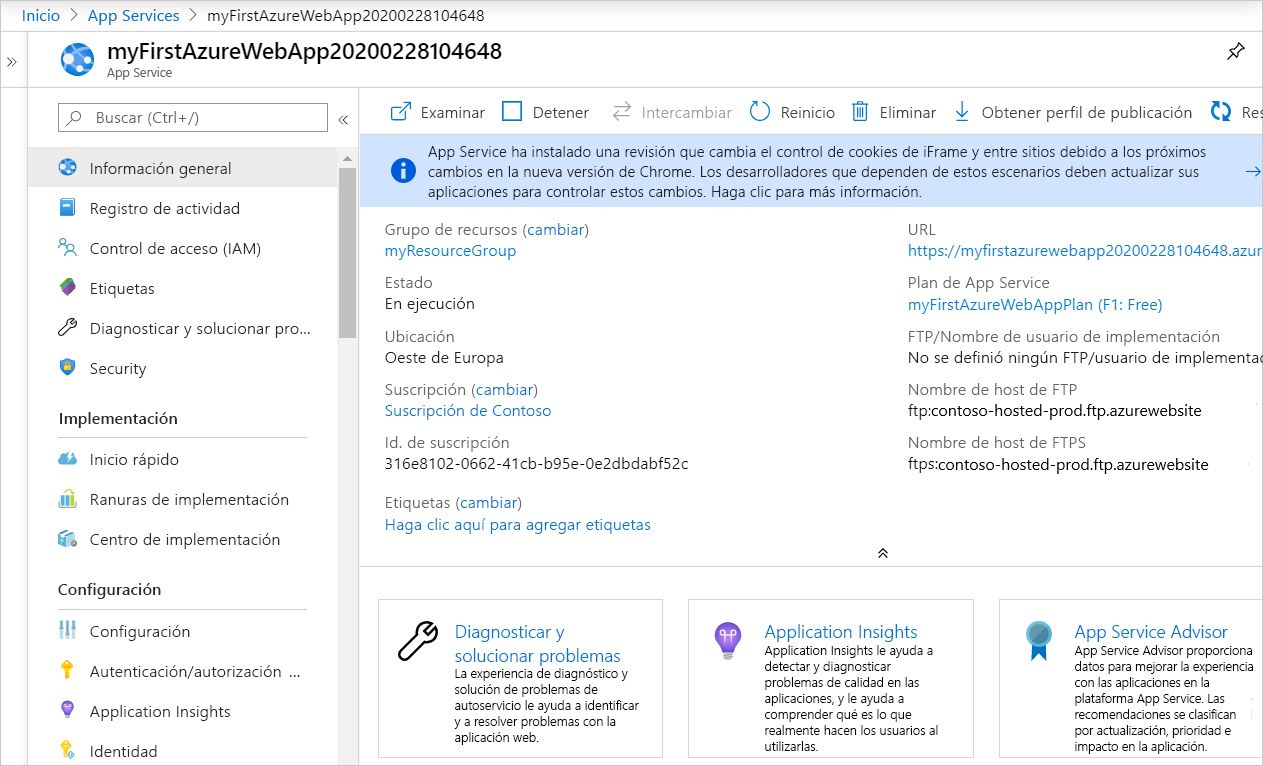 Inicio > App Services > myFirstAzureWebApp20200228104648
myFirstAzureWebApp20200228104648
App Service
Buscar (Ctrl+/)
Información general
Registro de actividad
Control de acceso (IAM)
Etiquetas
Diagnosticar y solucionar pro...
Security
Implementación
Inicio rápido
Ranuras de implementación
Centro de implementación
Configuración
Configuración
Autenticación/autorización ...
Application Insights
Identidad
Examinar Detener Intercambiar Reinicio Eliminar Obtener perfil de publicación Res
App Service ha instalado una revisión que cambia el control de cookies de iFrame y entre sitios debido a los próximos
cambios en la nueva versión de Chrome. Los desarrolladores que dependen de estos escenarios deben actualizar sus
aplicaciones para controlar estos cambios. Haga clic para más información.
Grupo de recursos (cambiar)
myResourceGroup
Estado
En ejecución
Ubicación
Oeste de Europa
Suscripción (cambiar)
Suscripción de Contoso
Id. de suscripción
316e8102-0662-41cb-b95e-0e2dbdabf52c
Etiquetas (cambiar)
Haga clic aquí para agregar etiquetas
URL
https://myfirstazurewebapp20200228104648.azur
Plan de App Service
myFirstAzureWebAppPlan (F1: Free)
FTP/Nombre de usuario de implementación
No se definió ningún FTP/usuario de implementac
Nombre de host de FTP
ftp:contoso-hosted-prod.ftp.azurewebsite
Nombre de host de FTPS
ftps:contoso-hosted-prod.ftp.azurewebsite
Diagnosticar y
solucionar problemas
La experiencia de diagnóstico y
solución de problemas de
autoservicio le ayuda a identificar
y a resolver problemas con la
aplicación web.
Application Insights
Application Insights le ayuda a
detectar y diagnosticar
problemas de calidad en las
aplicaciones, y le ayuda a
comprender qué es lo que
realmente hacen los usuarios al
utilizarlas.
App Service Advisor
App Service Advisor proporciona
datos para mejorar la experiencia
con las aplicaciones en la
plataforma App Service. Las
recomendaciones se clasifican
por actualización, prioridad e
impacto en la aplicación.